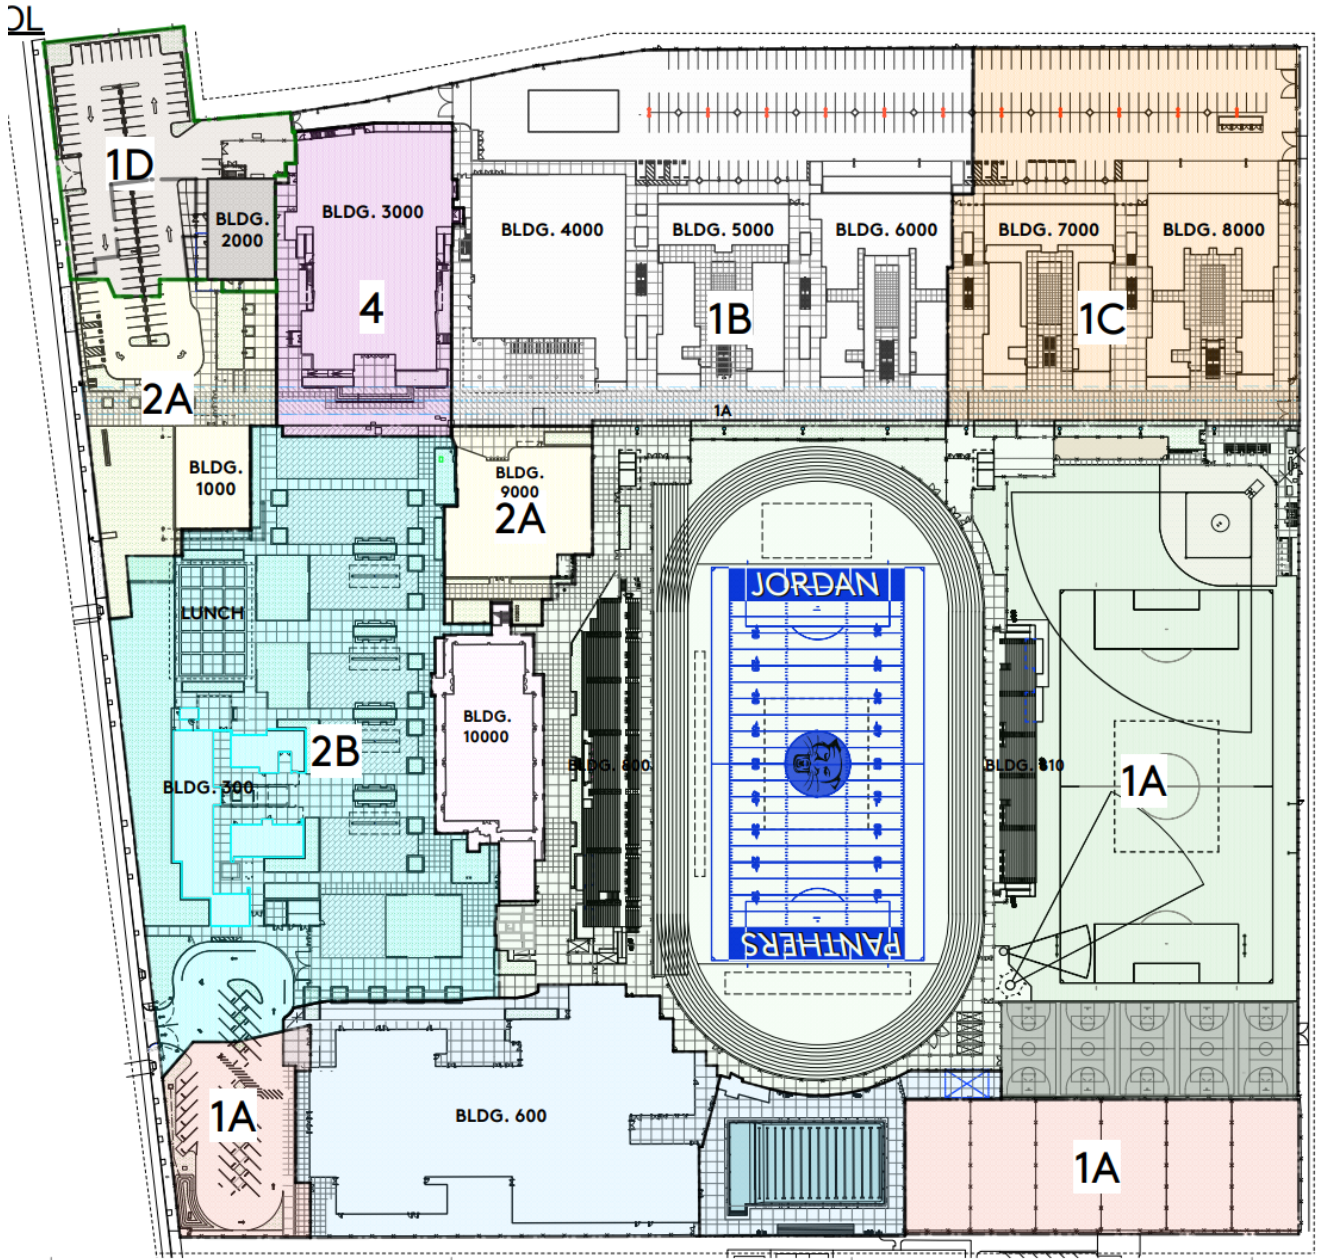 OL
1D
BLDG.
2000
BLDG. 3000
4
BLDG. 4000
BLDG. 5000
BLDG. 6000
BLDG. 7000
BLDG. 8000
1B
1C
2A
1A
BLDG.
1000
BLDG.
9000
2A
JORDAN
LUNCH
BLDG.
10000
2B
BLDG. 300
BLDG. 800
BLDG. 810
1A
PANTHERS
1A
BLDG. 600
1A